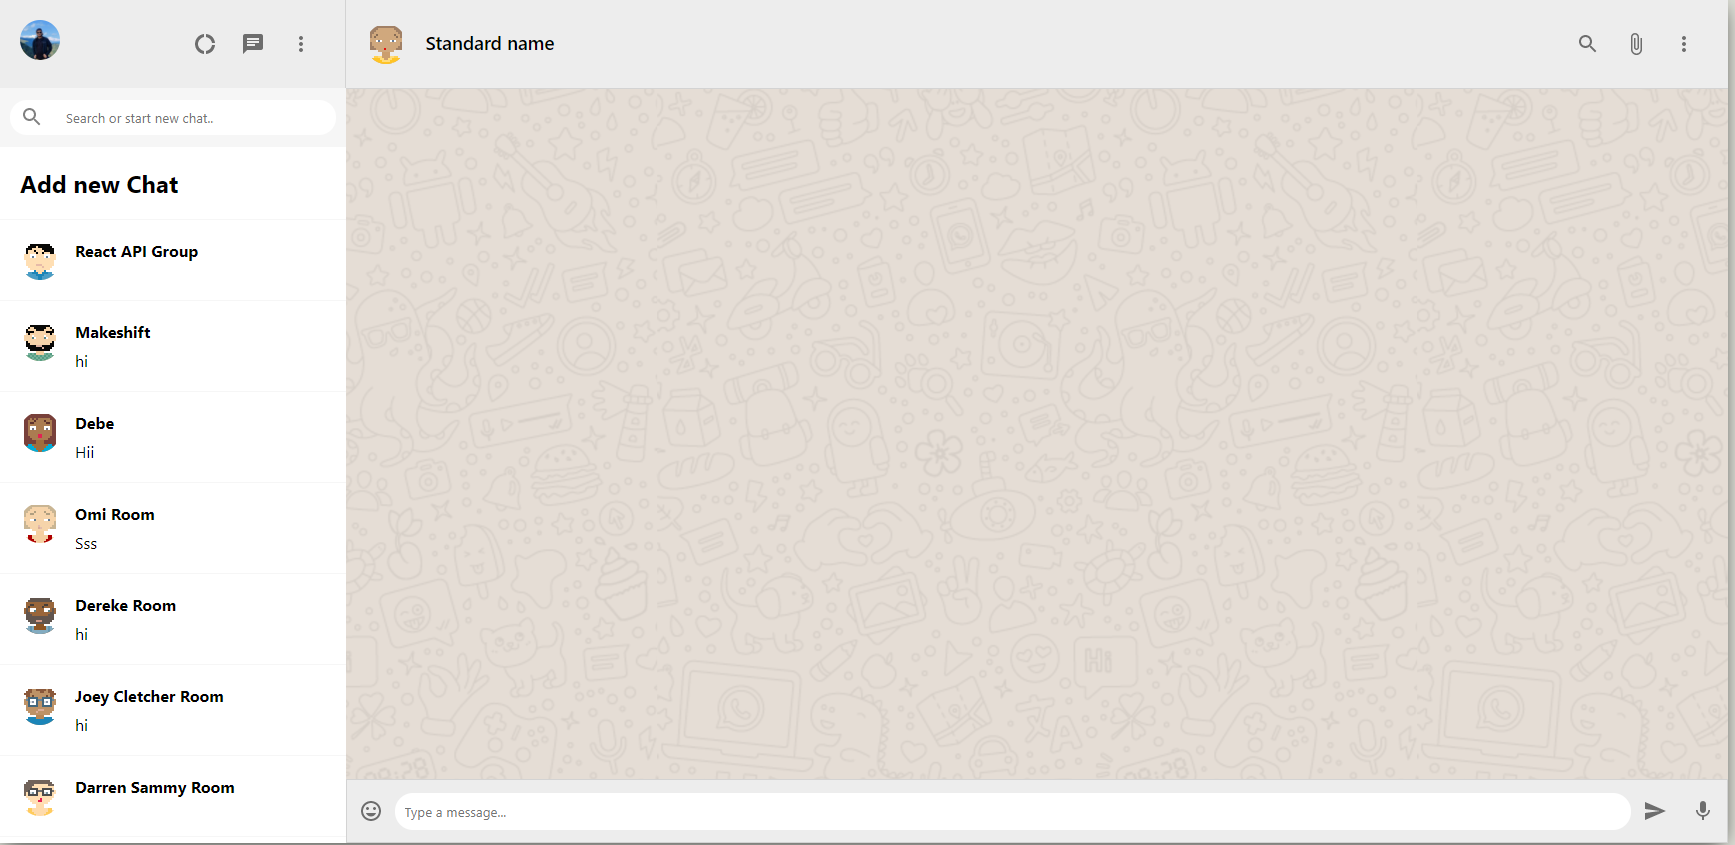 Standard name
Search or start new chat..
Add new Chat
React API Group
Makeshift
hi
Debe
Hii
Omi Room
Sss
Dereke Room
hi
Joey Cletcher Room
hi
Darren Sammy Room
Hi
Type a message...